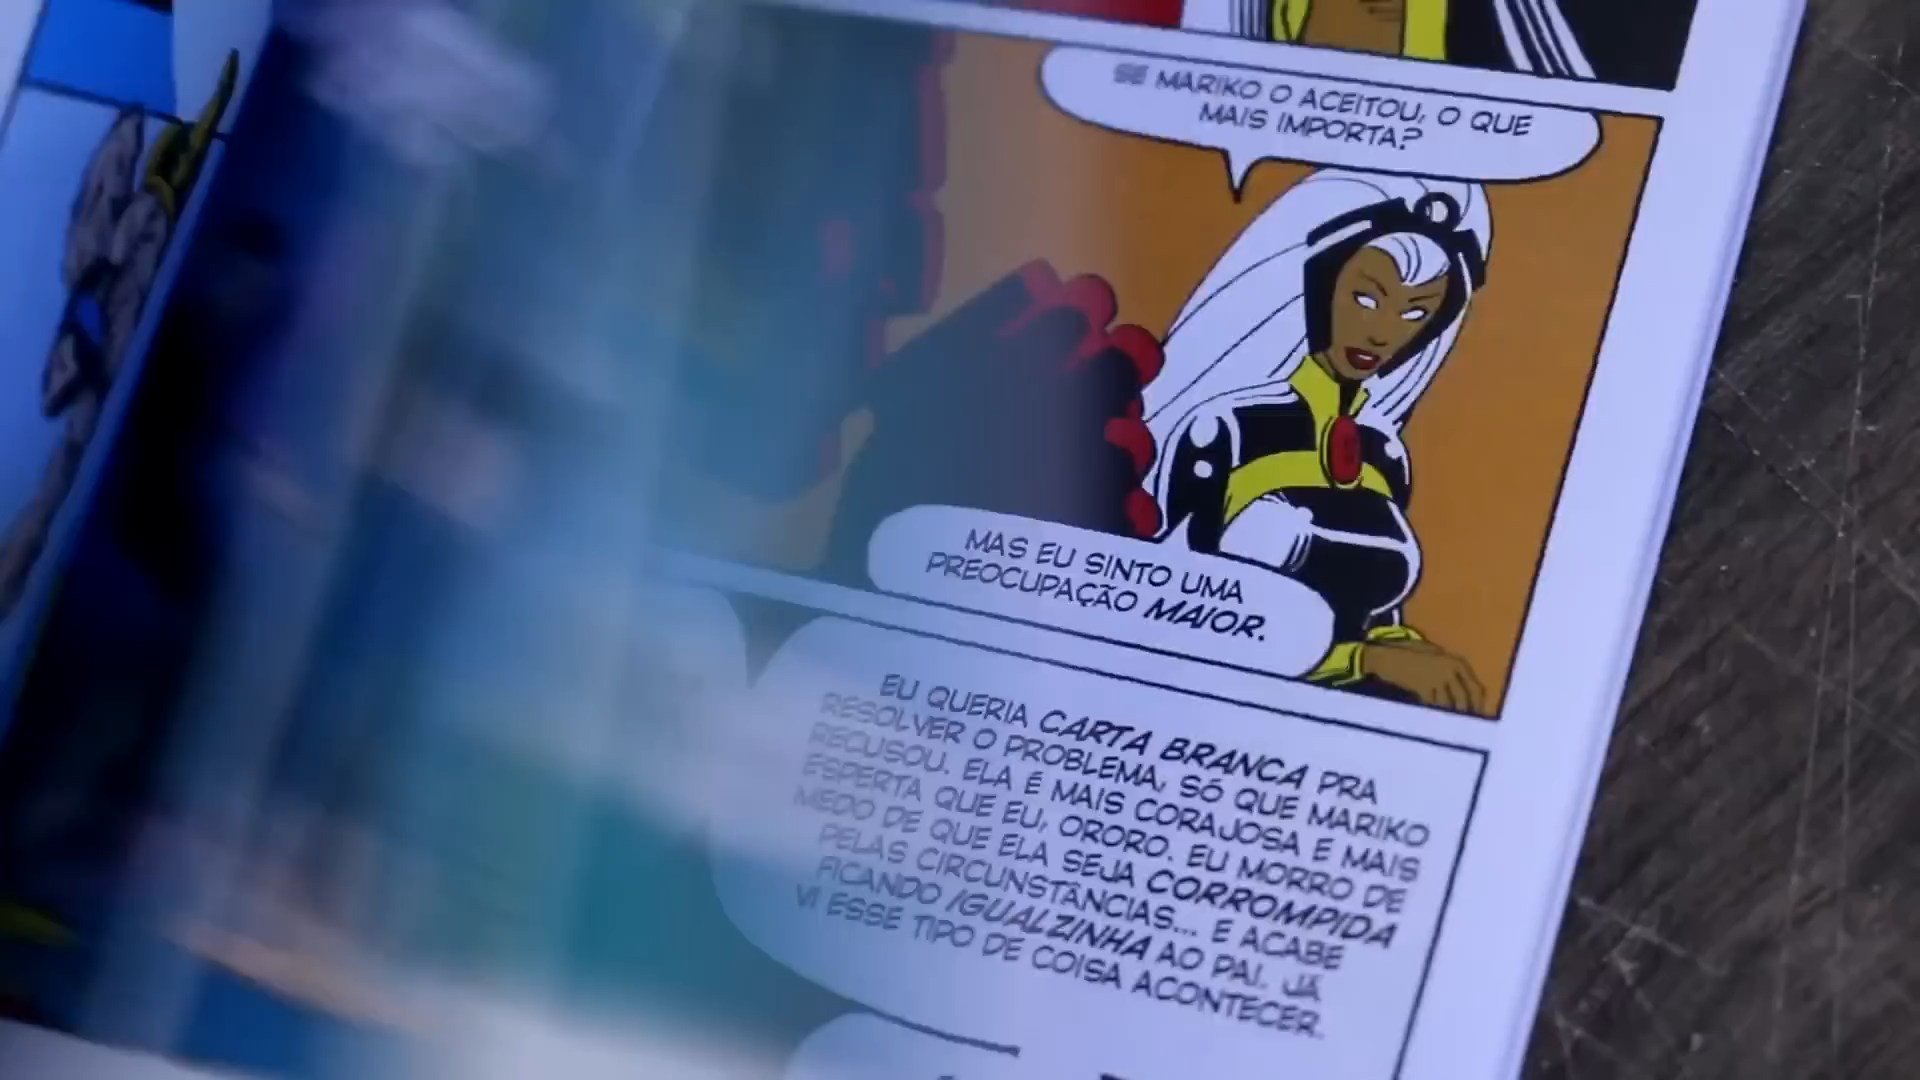 SE MARIKO O ACEITOU, O QUE
MAIS IMPORTA?
MAS EU SINTO UMA
PREOCUPAÇÃO MAIOR.
EU QUERIA CARTA BRANCA PRA
RESOLVER O PROBLEMA, SÓ QUE MARIKO
RECUSOU. ELA É MAIS CORAJOSA E MAIS
ESPERTA QUE EU, ORORO. EU MORRO DE
MEDO DE QUE ELA SEJA CORROMPIDA
PELAS CIRCUNSTÂNCIAS... E ACABE
FICANDO IGUALZINHA AO PAI. JÁ
VI ESSE TIPO DE COISA ACONTECER.